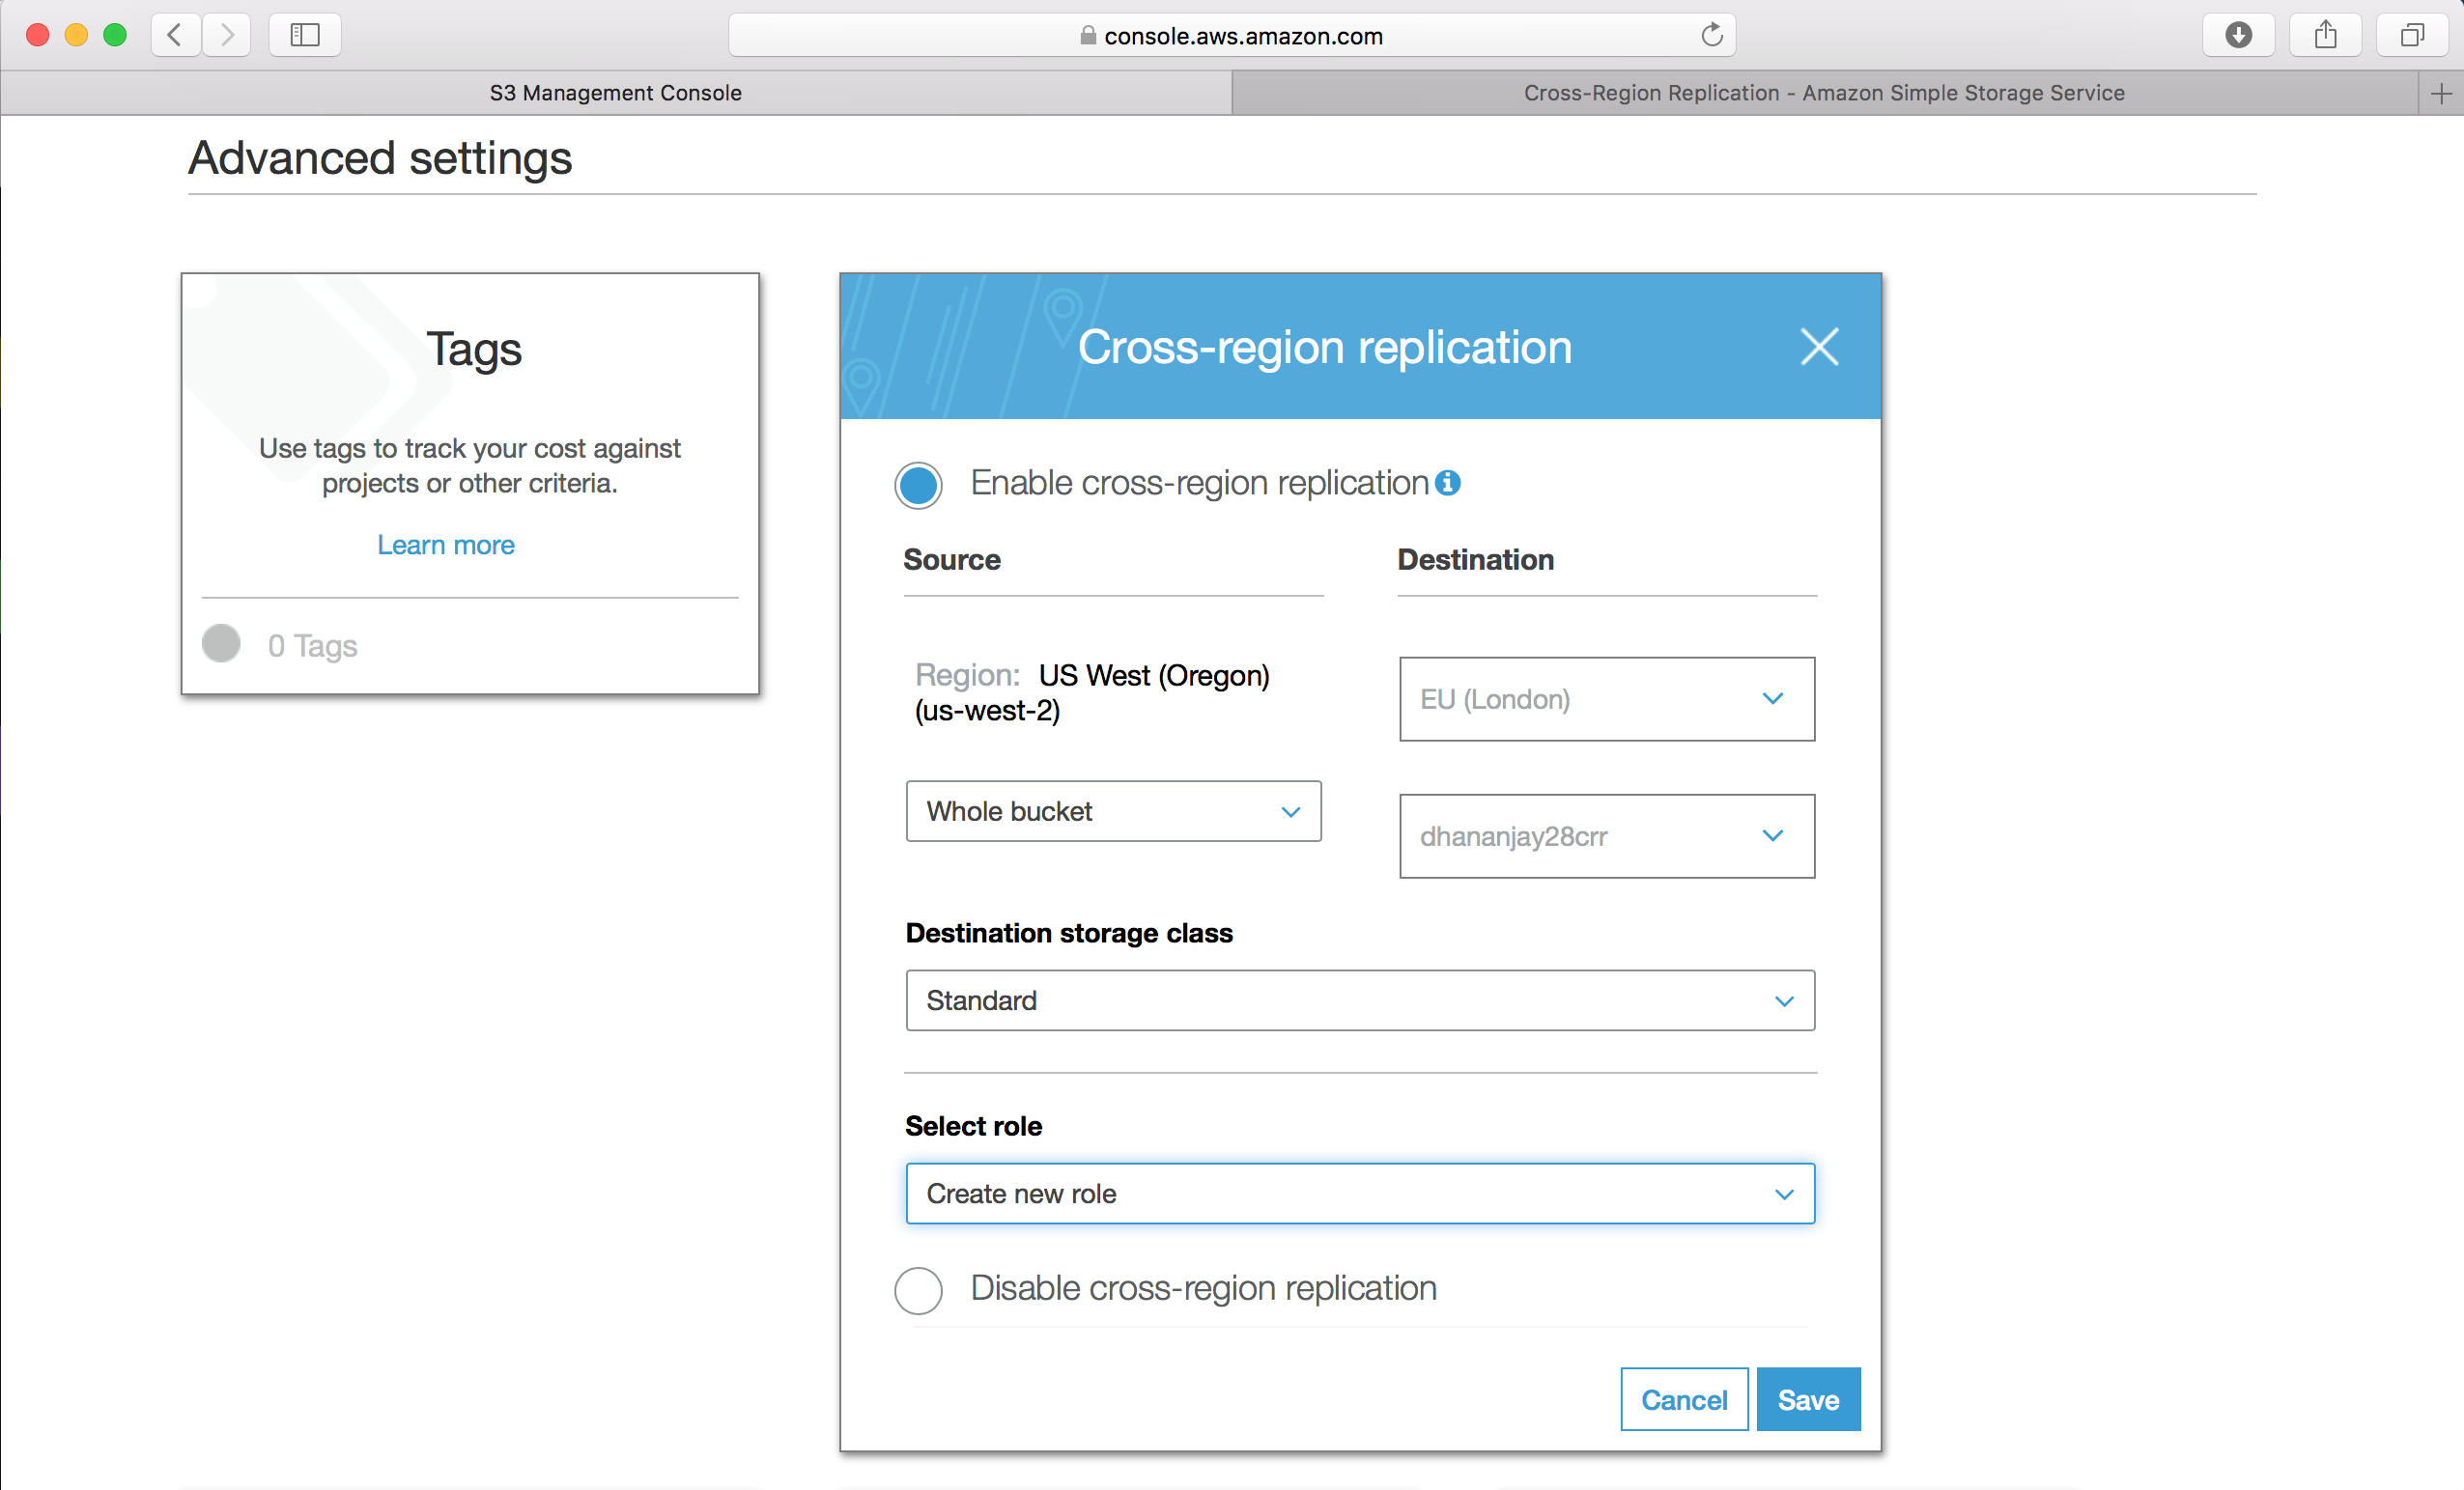 console.aws.amazon.com
S3 Management Console
Cross-Region Replication - Amazon Simple Storage Service
Advanced settings
Tags
Use tags to track your cost against
projects or other criteria.
Learn more
0 Tags
Cross-region replication
Enable cross-region replication
Source
Destination
Region: US West (Oregon)
(us-west-2)
EU (London)
Whole bucket
dhananjay28crr
Destination storage class
Standard
Select role
Create new role
Disable cross-region replication
Cancel
Save